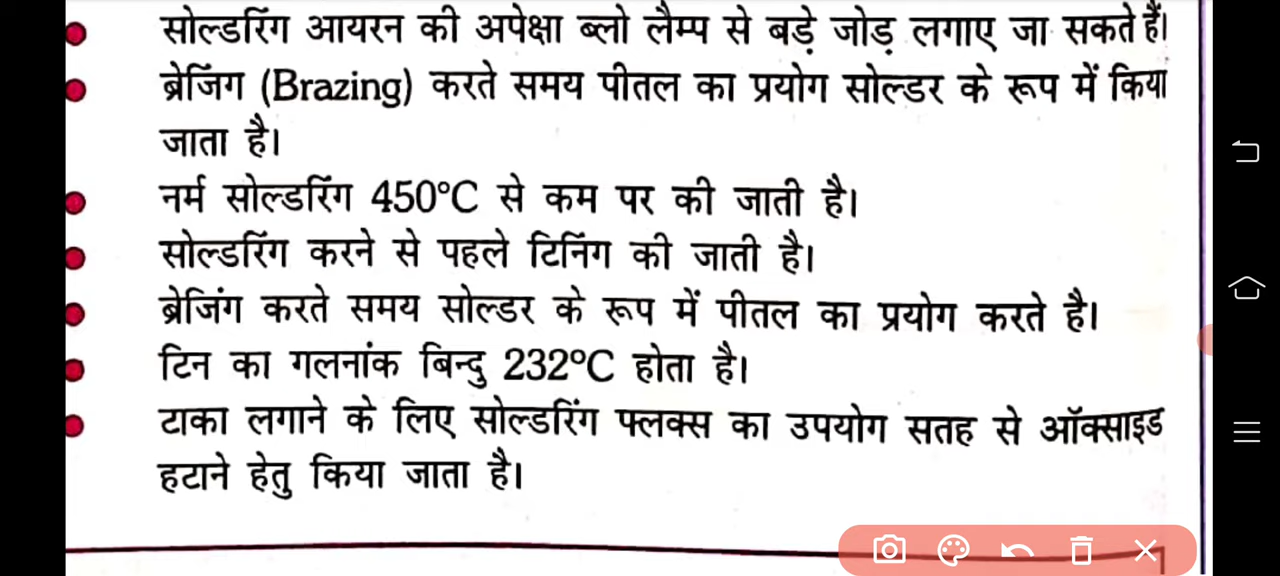 सोल्डरिंग आयरन की अपेक्षा ब्लो लैम्प से बड़े जोड़ लगाए जा सकते हैं।
ब्रेजिंग (Brazing) करते समय पीतल का प्रयोग सोल्डर के रूप में किया
जाता है।
नर्म सोल्डरिंग 450°C से कम पर की जाती है।
सोल्डरिंग करने से पहले टिनिंग की जाती है।
ब्रेजिंग करते समय सोल्डर के रूप में पीतल का प्रयोग करते है।
टिन का गलनांक बिन्दु 232°C होता है।
टाका लगाने के लिए सोल्डरिंग फ्लक्स का उपयोग सतह से ऑक्साइड
हटाने हेतु किया जाता है।